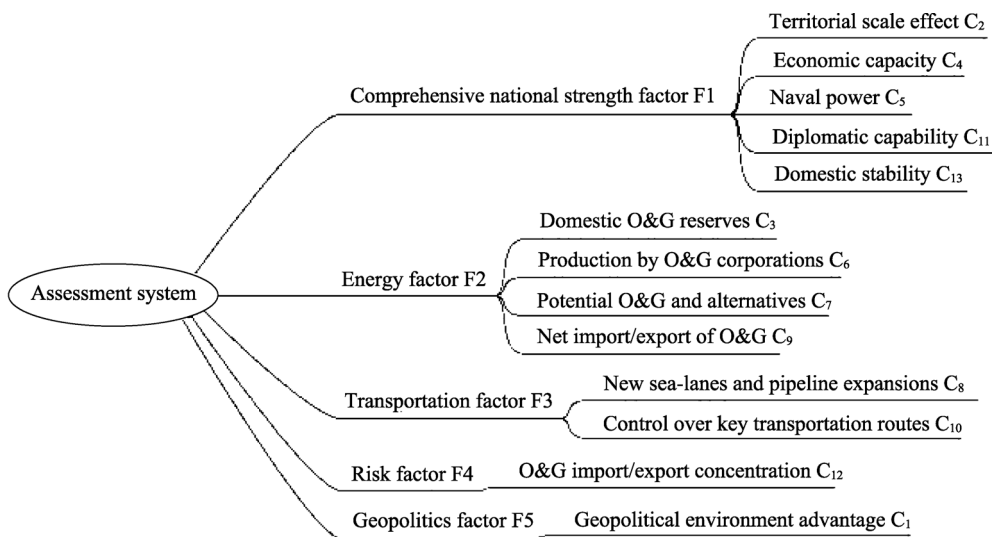 Assessment system
Comprehensive national strength factor F1
Territorial scale effect C₂
Economic capacity C₄
Naval power C₅
Diplomatic capability C₁₁
Domestic stability C₁₃
Energy factor F2
Domestic O&G reserves C₃
Production by O&G corporations C₆
Potential O&G and alternatives C₇
Net import/export of O&G C₉
Transportation factor F3
New sea-lanes and pipeline expansions C₈
Control over key transportation routes C₁₀
Risk factor F4
O&G import/export concentration C₁₂
Geopolitics factor F5
Geopolitical environment advantage C₁